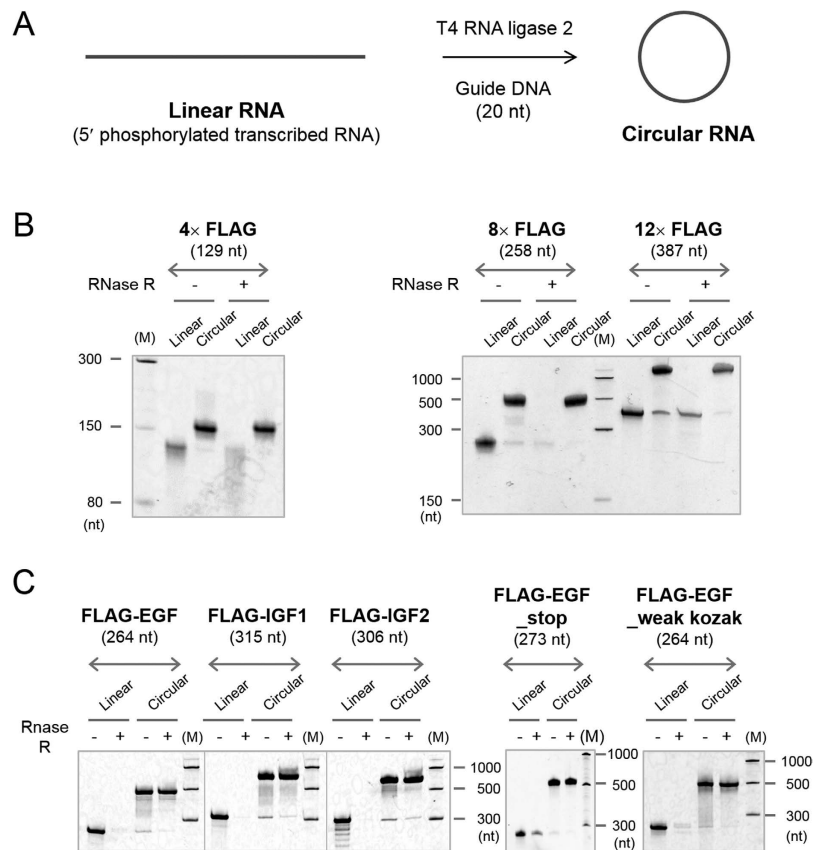 A
T4 RNA ligase 2
Guide DNA
(20 nt)
Linear RNA
(5′ phosphorylated transcribed RNA)
Circular RNA
B
4× FLAG
(129 nt)
RNase R
- +
(M) Linear Circular Linear Circular
300
150
80
(nt)
8× FLAG 12× FLAG
(258 nt) (387 nt)
RNase R
- + - +
Linear Circular Linear Circular (M) Linear Circular Linear Circular
1000
500
300
150
(nt)
C
FLAG-EGF FLAG-IGF1 FLAG-IGF2
(264 nt) (315 nt) (306 nt)
Linear Circular Linear Circular Linear Circular
Rnase
R
- + - + (M) - + - + (M) - + - + (M)
1000
500
300
(nt)
FLAG-EGF
_stop
(273 nt)
Linear Circular
- + - + (M)
1000
500
300
(nt)
FLAG-EGF
_weak kozak
(264 nt)
Linear Circular
- + - + (M)
1000
500
300
(nt)